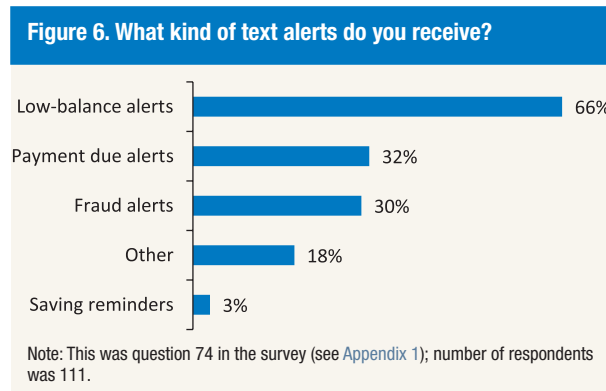 Figure 6. What kind of text alerts do you receive?
Low-balance alerts 66%
Payment due alerts 32%
Fraud alerts 30%
Other 18%
Saving reminders 3%
Note: This was question 74 in the survey (see Appendix 1); number of respondents
was 111.